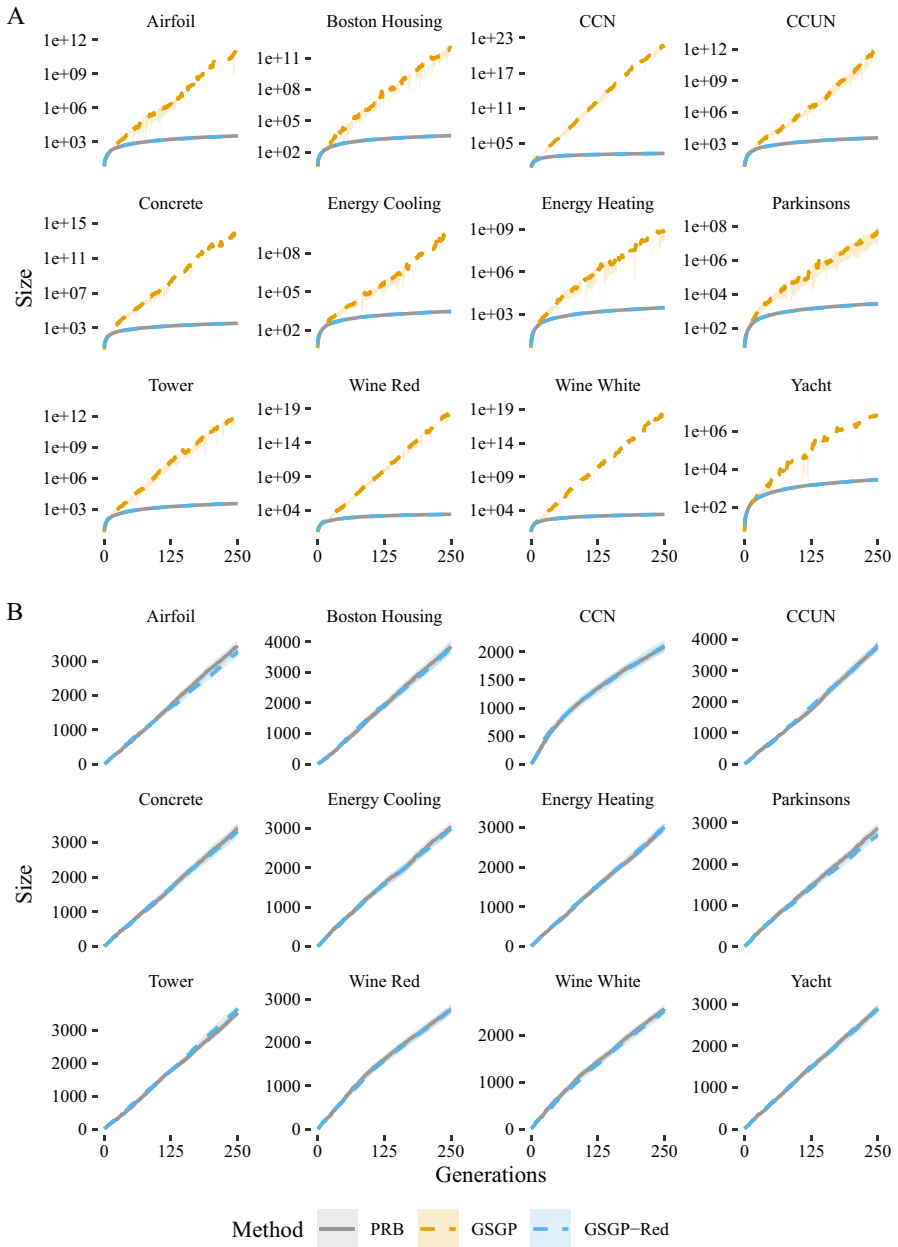 A
Airfoil Boston Housing CCN CCUN
1e+12
1e+09
1e+06
1e+03
1e+11
1e+08
1e+05
1e+02
1e+23
1e+17
1e+11
1e+05
1e+12
1e+09
1e+06
1e+03
Concrete Energy Cooling Energy Heating Parkinsons
Size
1e+15
1e+11
1e+07
1e+03
1e+08
1e+05
1e+02
1e+09
1e+06
1e+03
1e+08
1e+06
1e+04
1e+02
Tower Wine Red Wine White Yacht
1e+12
1e+09
1e+06
1e+03
1e+19
1e+14
1e+09
1e+04
1e+19
1e+14
1e+09
1e+04
1e+06
1e+04
1e+02
0 125 250 0 125 250 0 125 250 0 125 250
B
Airfoil Boston Housing CCN CCUN
3000
2000
1000
0
4000
3000
2000
1000
0
2000
1500
1000
500
0
4000
3000
2000
1000
0
Concrete Energy Cooling Energy Heating Parkinsons
Size
3000
2000
1000
0
3000
2000
1000
0
3000
2000
1000
0
3000
2000
1000
0
Tower Wine Red Wine White Yacht
3000
2000
1000
0
3000
2000
1000
0
2000
1000
0
3000
2000
1000
0
0 125 250 0 125 250 0 125 250 0 125 250
Generations
Method PRB GSGP GSGP−Red